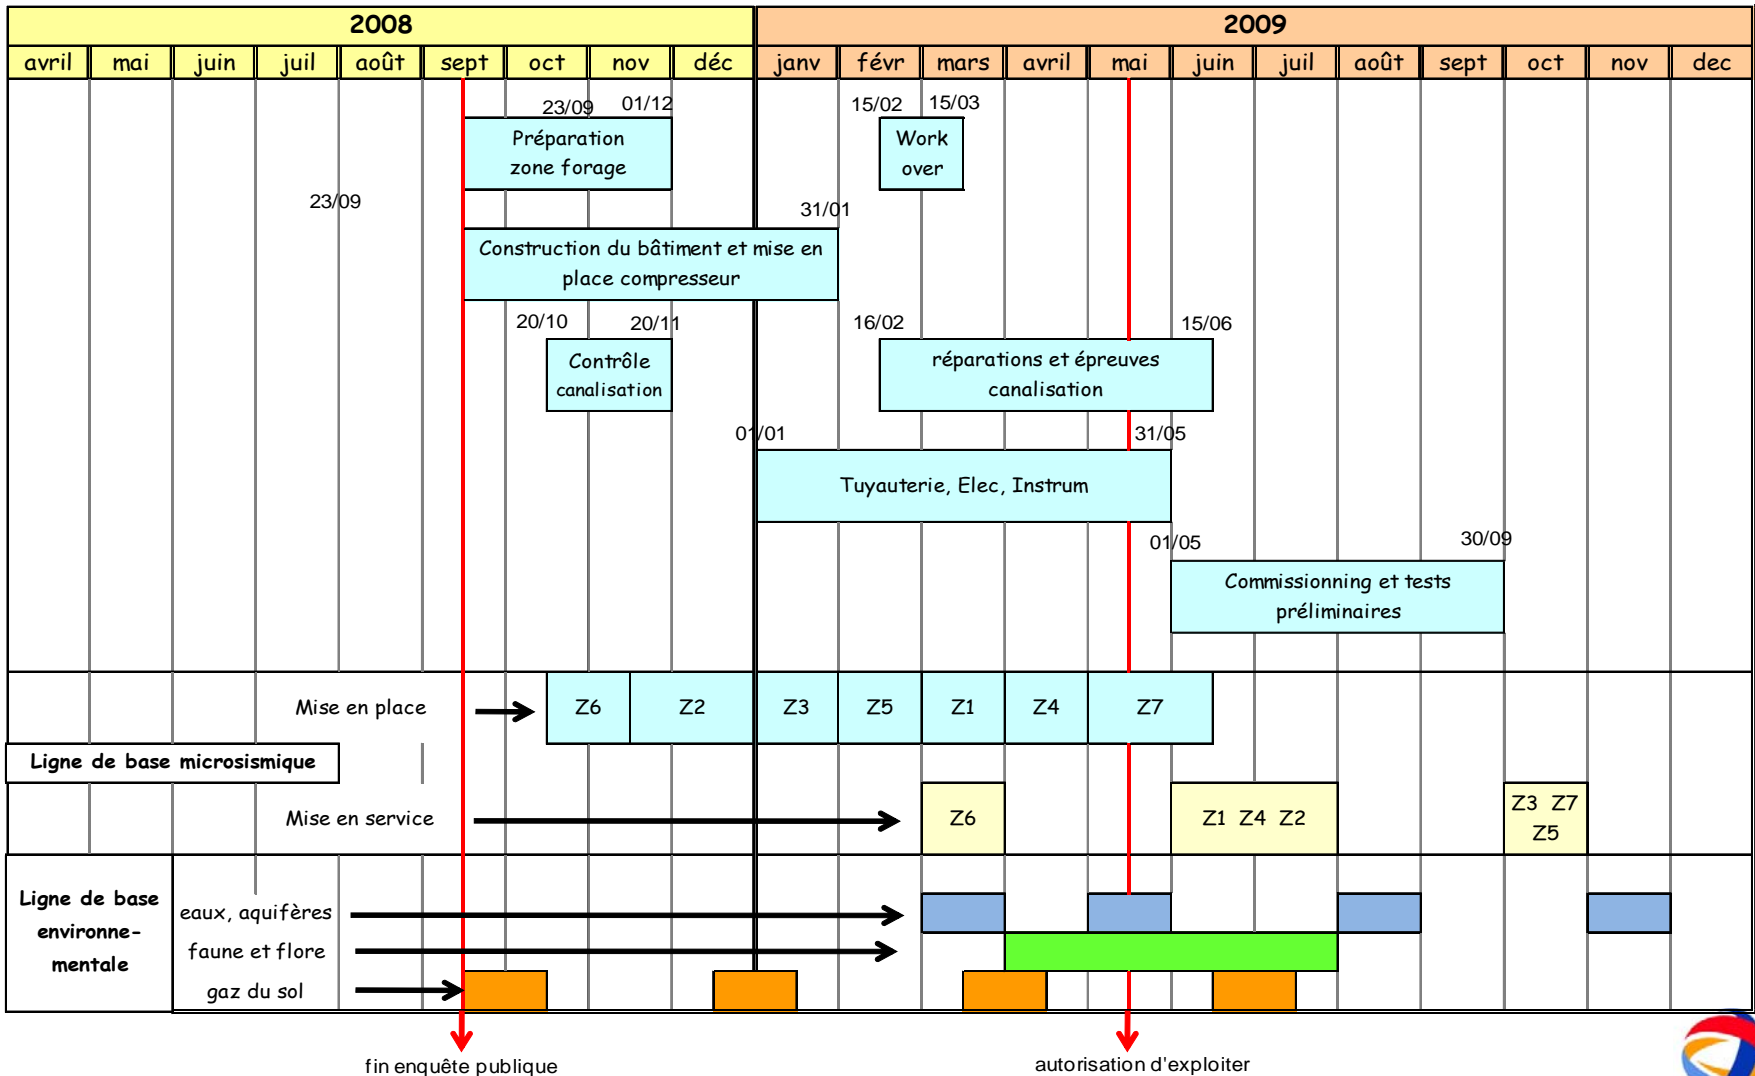 2008 2009
avril mai juin juil août sept oct nov déc janv févr mars avril mai juin juil août sept oct nov dec
23/09 01/12 15/02 15/03
Préparation
zone forage
Work
over
23/09 31/01
Construction du bâtiment et mise en
place compresseur
20/10 20/11 16/02 15/06
Contrôle
canalisation
réparations et épreuves
canalisation
01/01 31/05
Tuyauterie, Elec, Instrum
01/05 30/09
Commissionning et tests
préliminaires
Mise en place Z6 Z2 Z3 Z5 Z1 Z4 Z7
Ligne de base microsismique
Mise en service Z6 Z1 Z4 Z2 Z3 Z7
Z5
Ligne de base
environne-
mentale
eaux, aquifères
faune et flore
gaz du sol
fin enquête publique autorisation d'exploiter